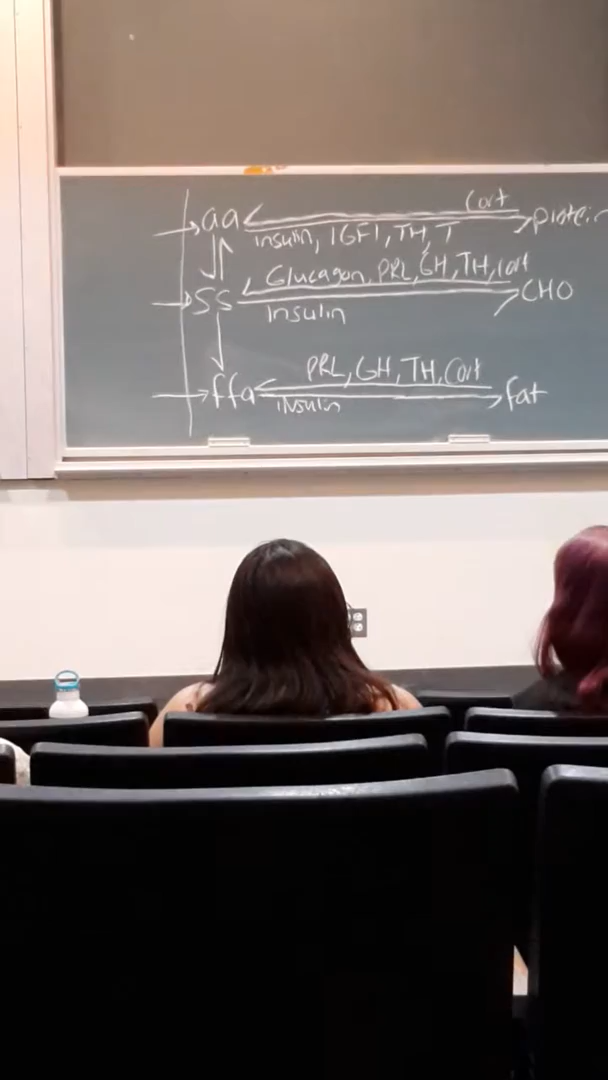 Cort
aa protein
insulin, IGF1, TH, T
Glucagon, PRL, GH, TH, Cort
SS CHO
insulin
PRL, GH, TH, Cort
ffa fat
insulin